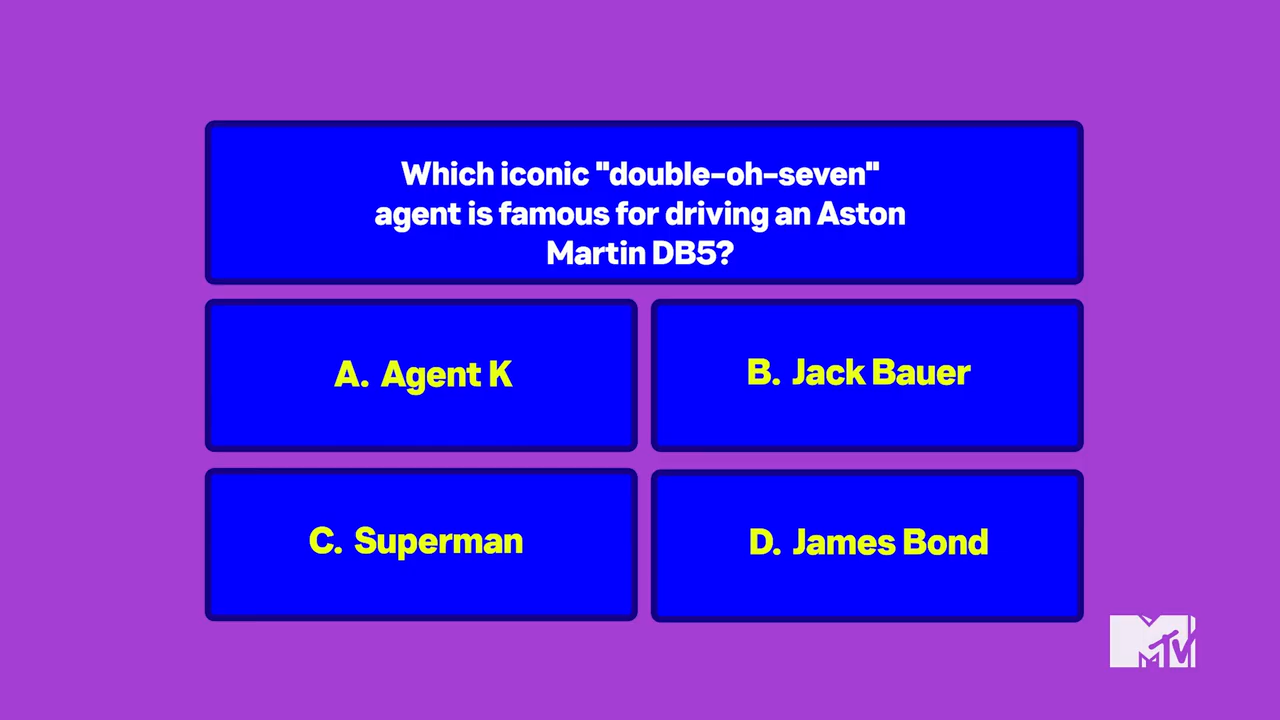 Which iconic "double-oh-seven"
agent is famous for driving an Aston
Martin DB5?
A. Agent K
B. Jack Bauer
C. Superman
D. James Bond
MTV